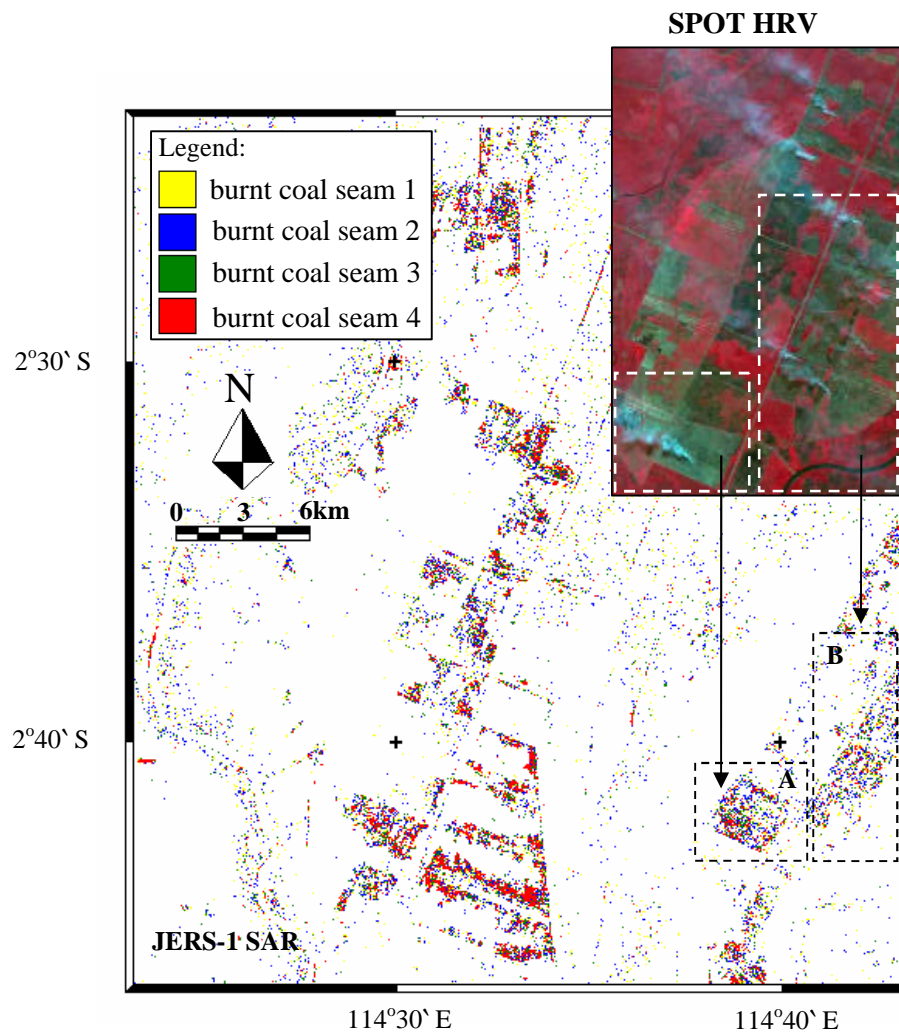 SPOT HRV
Legend:
burnt coal seam 1
burnt coal seam 2
burnt coal seam 3
burnt coal seam 4
2°30‵ S
N
0 3 6km
B
2°40‵ S
A
JERS-1 SAR
114°30‵ E 114°40‵ E